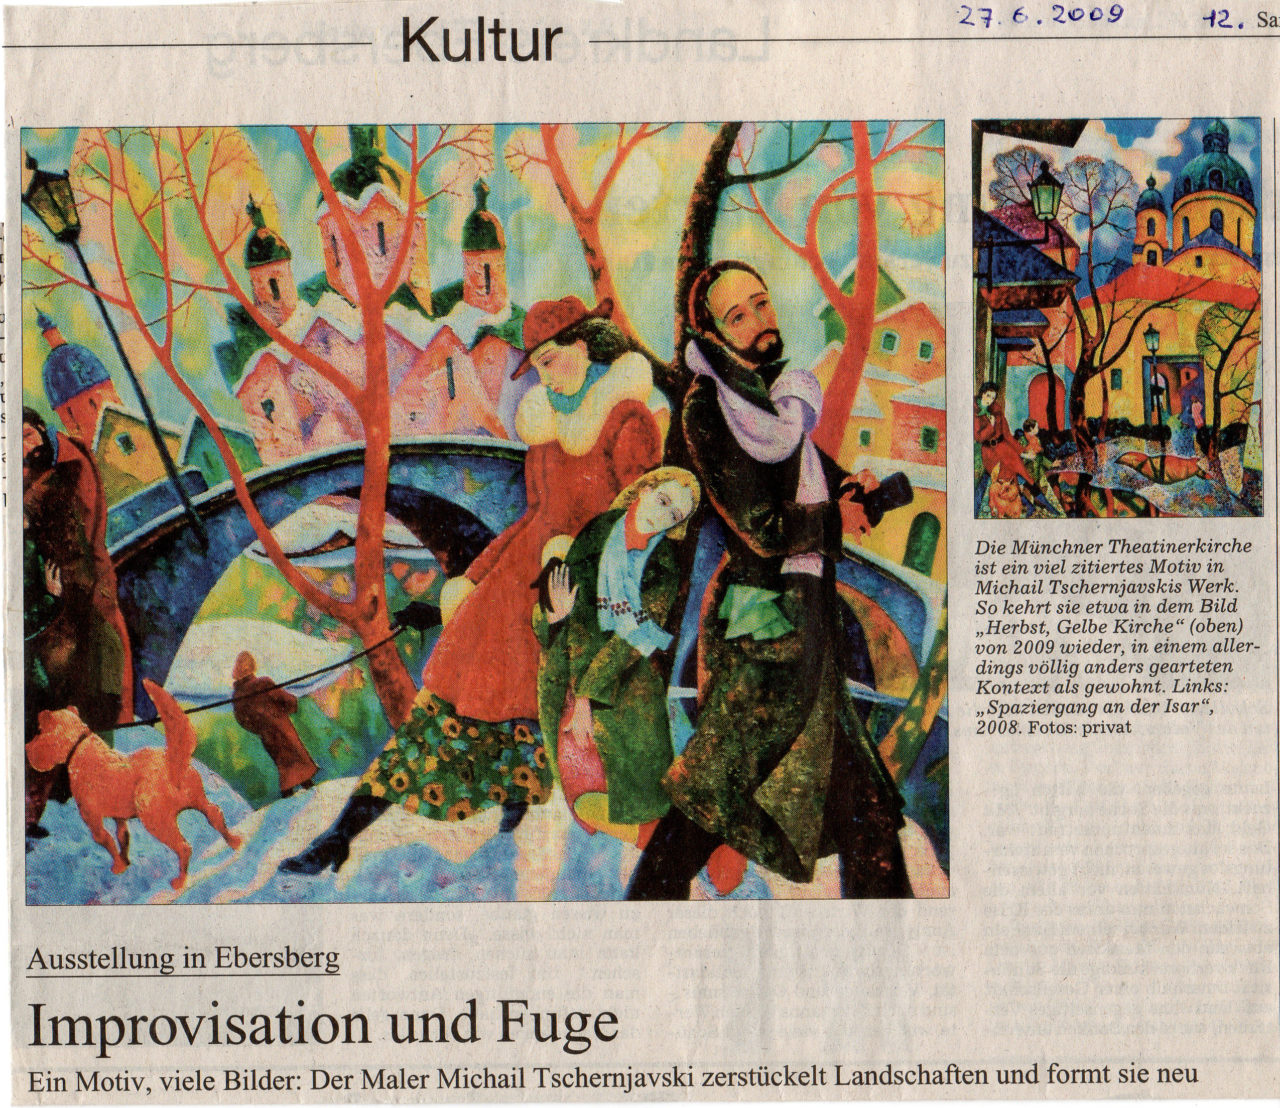 27.6.2009
12. Sa
Kultur
Die Münchner Theatinerkirche
ist ein viel zitiertes Motiv in
Michail Tschernjavskis Werk.
So kehrt sie etwa in dem Bild
„Herbst, Gelbe Kirche“ (oben)
von 2009 wieder, in einem aller-
dings völlig anders gearteten
Kontext als gewohnt. Links:
„Spaziergang an der Isar“,
2008. Fotos: privat
Ausstellung in Ebersberg
Improvisation und Fuge
Ein Motiv, viele Bilder: Der Maler Michail Tschernjavski zerstückelt Landschaften und formt sie neu